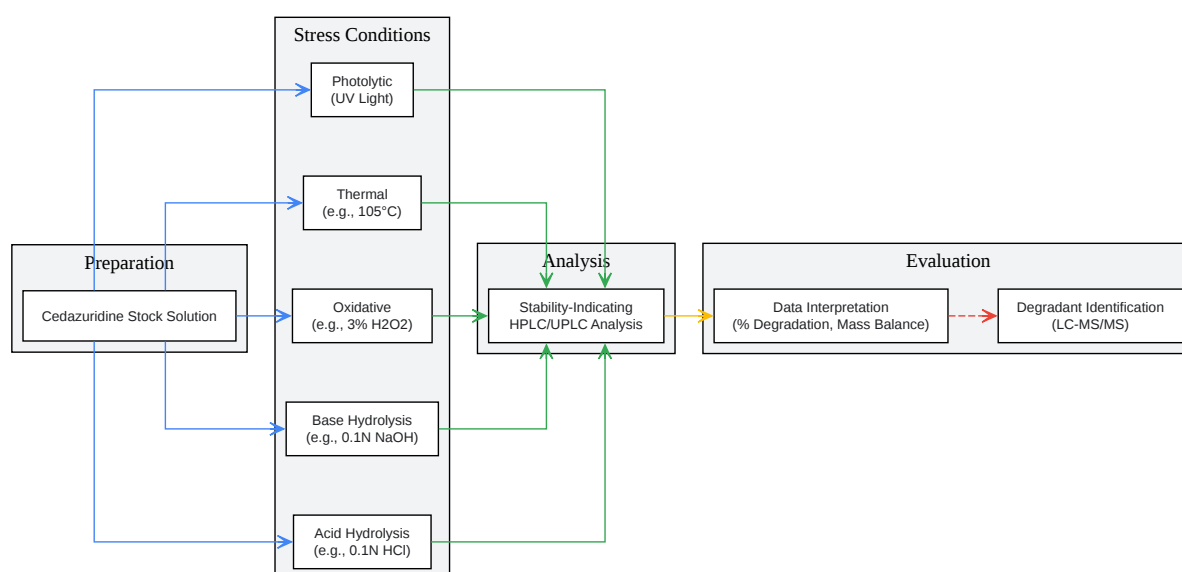 Stress Conditions
Photolytic
(UV Light)
Thermal
(e.g., 105°C)
Preparation
Cedazuridine Stock Solution
Oxidative
(e.g., 3% H2O2)
Base Hydrolysis
(e.g., 0.1N NaOH)
Acid Hydrolysis
(e.g., 0.1N HCl)
Analysis
Stability-Indicating
HPLC/UPLC Analysis
Evaluation
Data Interpretation
(% Degradation, Mass Balance)
Degradant Identification
(LC-MS/MS)